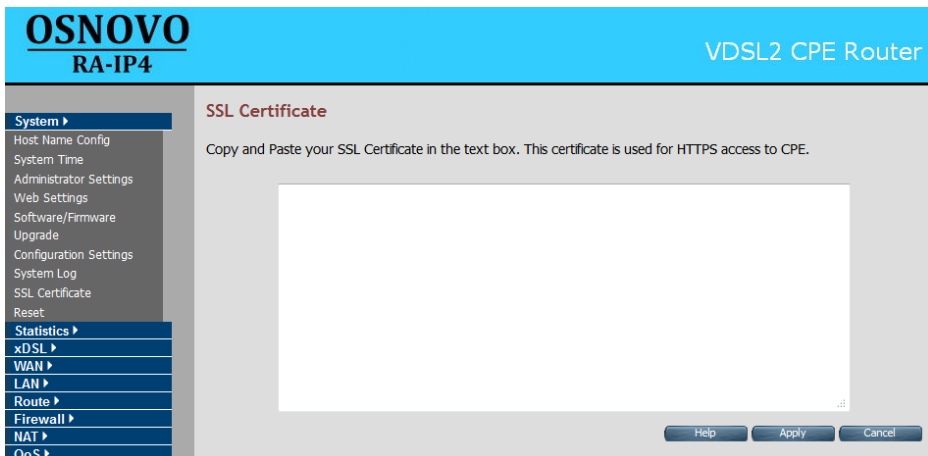 OSNOVO
RA-IP4
VDSL2 CPE Router
System
Host Name Config
System Time
Administrator Settings
Web Settings
Software/Firmware
Upgrade
Configuration Settings
System Log
SSL Certificate
Reset
Statistics
xDSL
WAN
LAN
Route
Firewall
NAT
QoS
SSL Certificate
Copy and Paste your SSL Certificate in the text box. This certificate is used for HTTPS access to CPE.
Help
Apply
Cancel